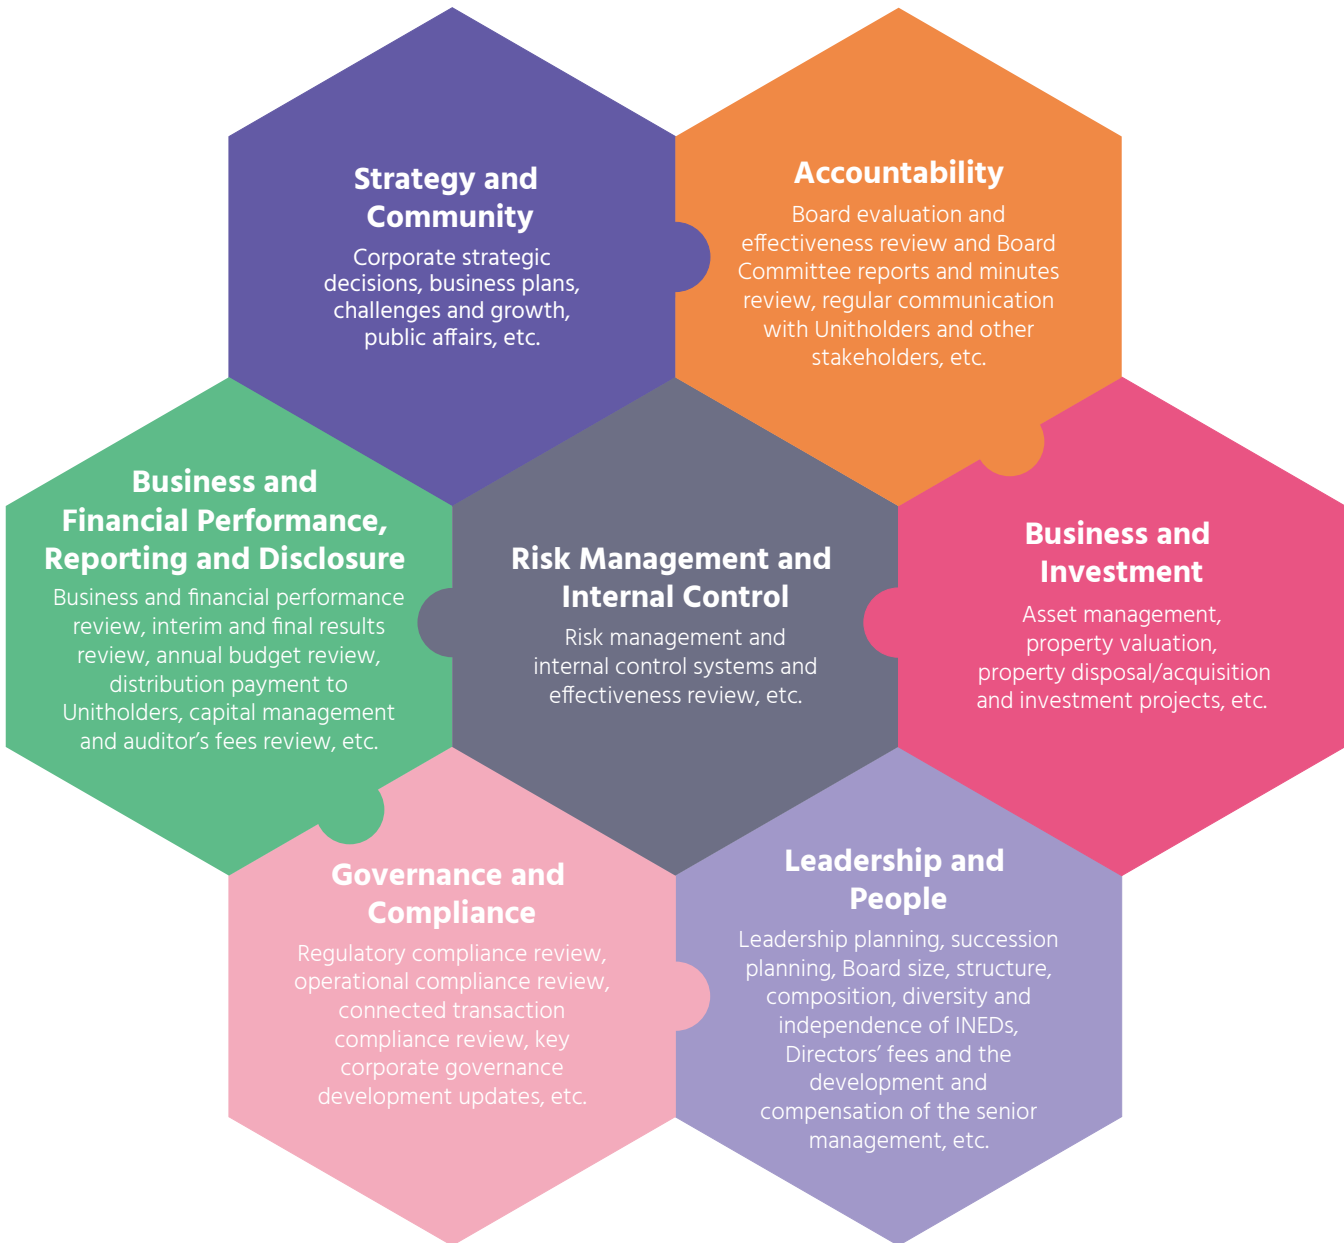 Strategy and
Community
Corporate strategic
decisions, business plans,
challenges and growth,
public affairs, etc.
Accountability
Board evaluation and
effectiveness review and Board
Committee reports and minutes
review, regular communication
with Unitholders and other
stakeholders, etc.
Business and
Financial Performance,
Reporting and Disclosure
Business and financial performance
review, interim and final results
review, annual budget review,
distribution payment to
Unitholders, capital management
and auditor’s fees review, etc.
Risk Management and
Internal Control
Risk management and
internal control systems and
effectiveness review, etc.
Business and
Investment
Asset management,
property valuation,
property disposal/acquisition
and investment projects, etc.
Governance and
Compliance
Regulatory compliance review,
operational compliance review,
connected transaction
compliance review, key
corporate governance
development updates, etc.
Leadership and
People
Leadership planning, succession
planning, Board size, structure,
composition, diversity and
independence of INEDs,
Directors’ fees and the
development and
compensation of the senior
management, etc.